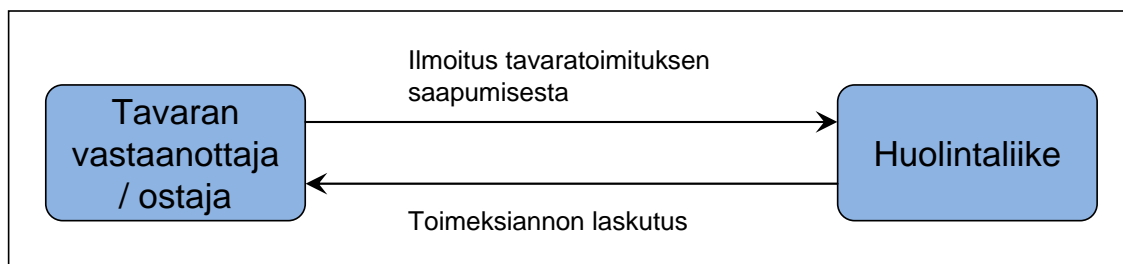 Ilmoitus tavaratoimituksen
saapumisesta
Tavaran
vastaanottaja
/ ostaja
Huolintaliike
Toimeksiannon laskutus